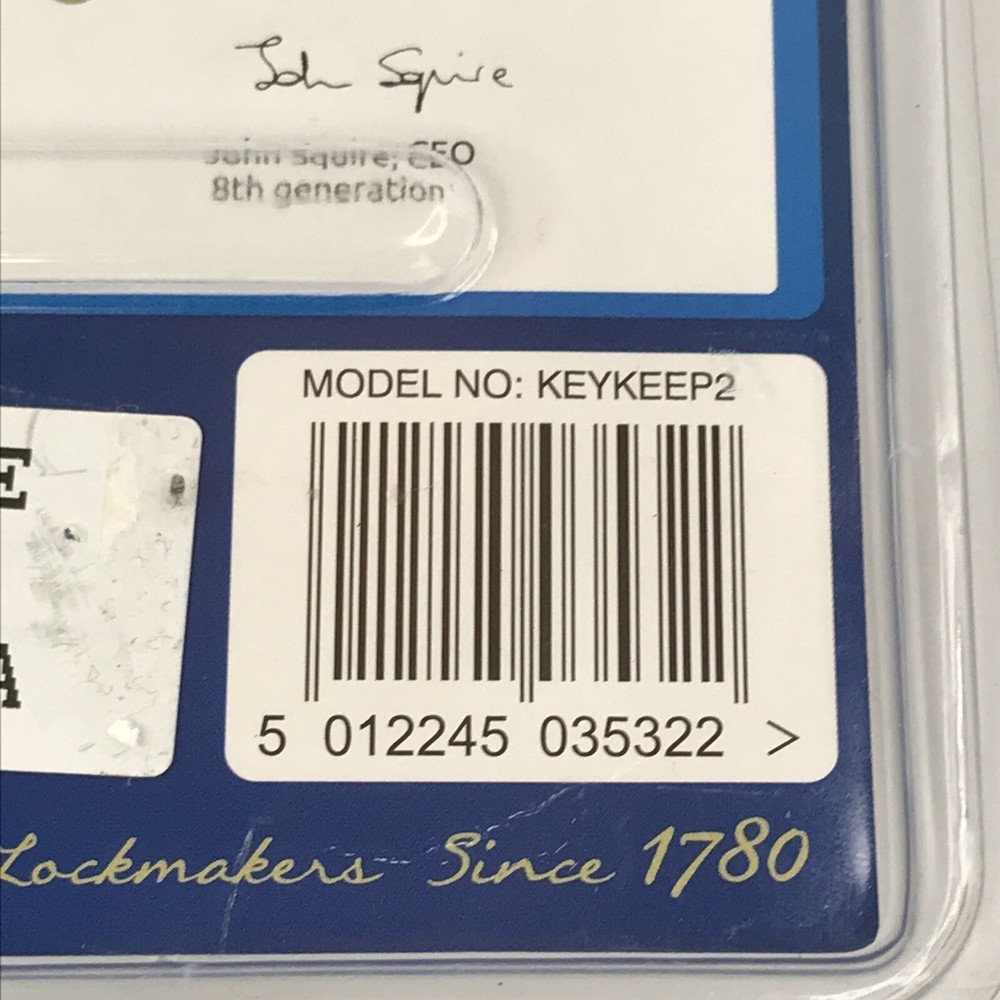 John Squire
John Squire, CEO
8th generation
MODEL NO: KEYKEEP2
E
A
5 012245 035322 >
Lockmakers Since 1780